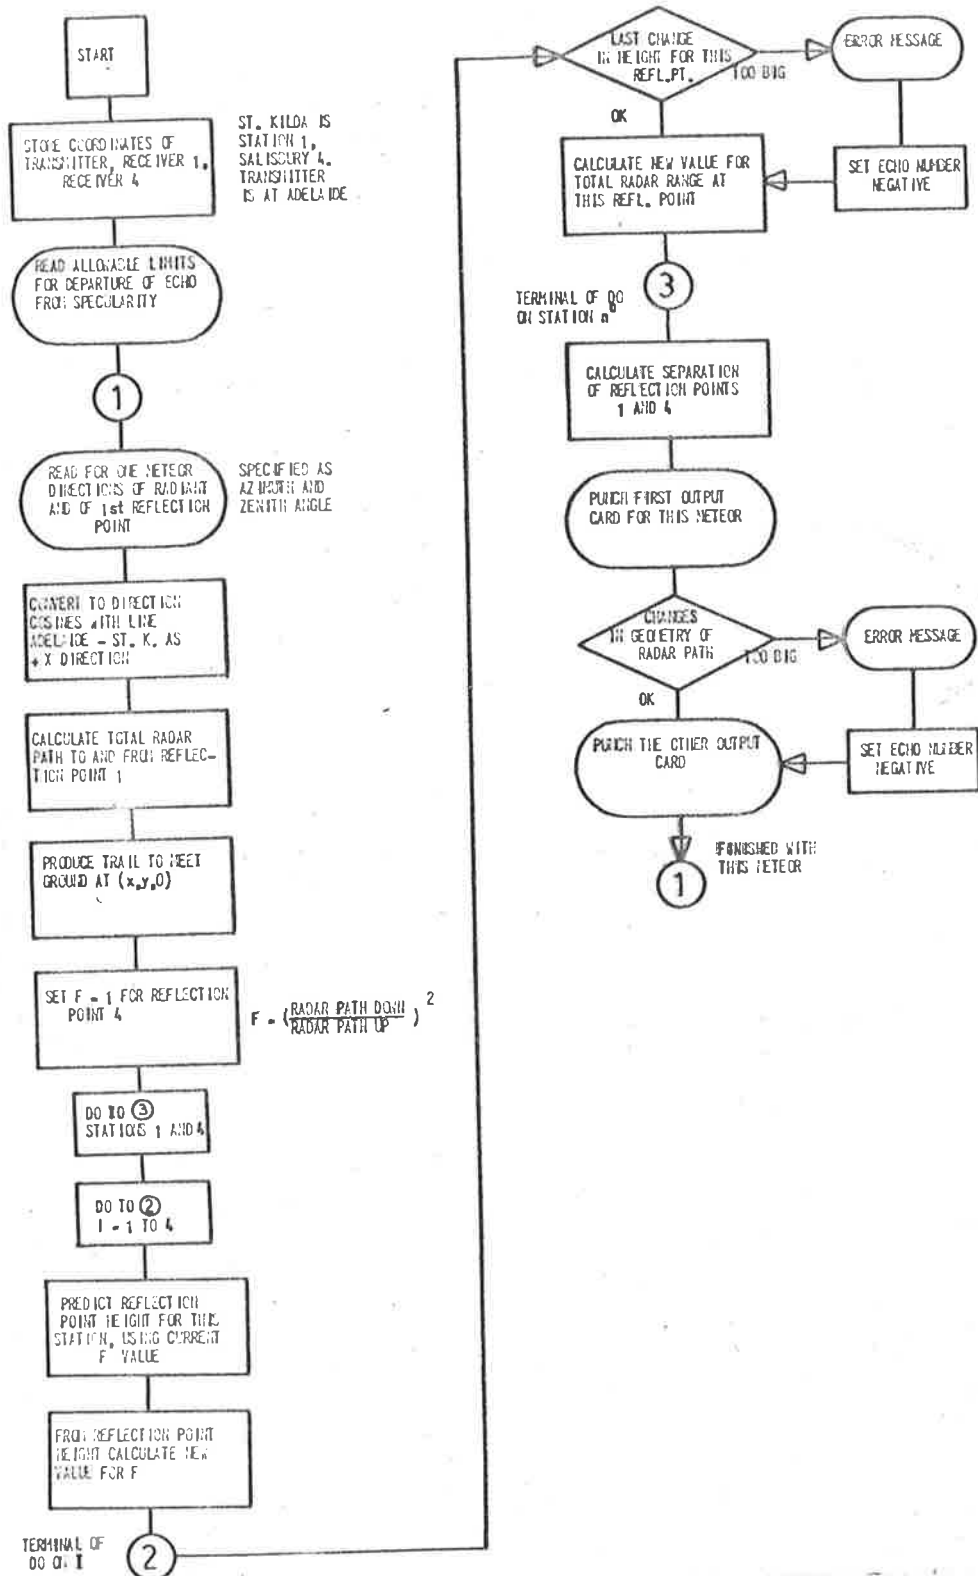 START
STORE COORDINATES OF
TRANSMITTER, RECEIVER 1,
RECEIVER 4
ST. KILDA IS
STATION 1,
SALISBURY 4.
TRANSMITTER
IS AT ADELAIDE
READ ALLOWABLE LIMITS
FOR DEPARTURE OF ECHO
FROM SPECULARITY
1
READ FOR ONE METEOR
DIRECTIONS OF RADIANT
AND OF 1st REFLECTION
POINT
SPECIFIED AS
AZIMUTH AND
ZENITH ANGLE
CONVERT TO DIRECTION
COSINES WITH LINE
ADELAIDE - ST. K. AS
+ X DIRECTION
CALCULATE TOTAL RADAR
PATH TO AND FROM REFLEC-
TION POINT 1
PRODUCE TRAIL TO MEET
GROUND AT (x,y,0)
SET F = 1 FOR REFLECTION
POINT 4
F = (RADAR PATH DOWN
RADAR PATH UP)2
DO TO 3
STATIONS 1 AND 4
DO TO 2
I = 1 TO 4
PREDICT REFLECTION
POINT HEIGHT FOR THIS
STATION, USING CURRENT
F VALUE
FROM REFLECTION POINT
HEIGHT CALCULATE NEW
VALUE FOR F
TERMINAL OF
DO ON I
2
LAST CHANGE
IN HEIGHT FOR THIS
REFL.PT.
TOO BIG
ERROR MESSAGE
OK
SET ECHO NUMBER
NEGATIVE
CALCULATE NEW VALUE FOR
TOTAL RADAR RANGE AT
THIS REFL. POINT
3
TERMINAL OF DO
ON STATION nº
CALCULATE SEPARATION
OF REFLECTION POINTS
1 AND 4
PUNCH FIRST OUTPUT
CARD FOR THIS METEOR
CHANGES
IN GEOMETRY OF
RADAR PATH
TOO BIG
ERROR MESSAGE
OK
SET ECHO NUMBER
NEGATIVE
PUNCH THE OTHER OUTPUT
CARD
FINISHED WITH
THIS METEOR
1